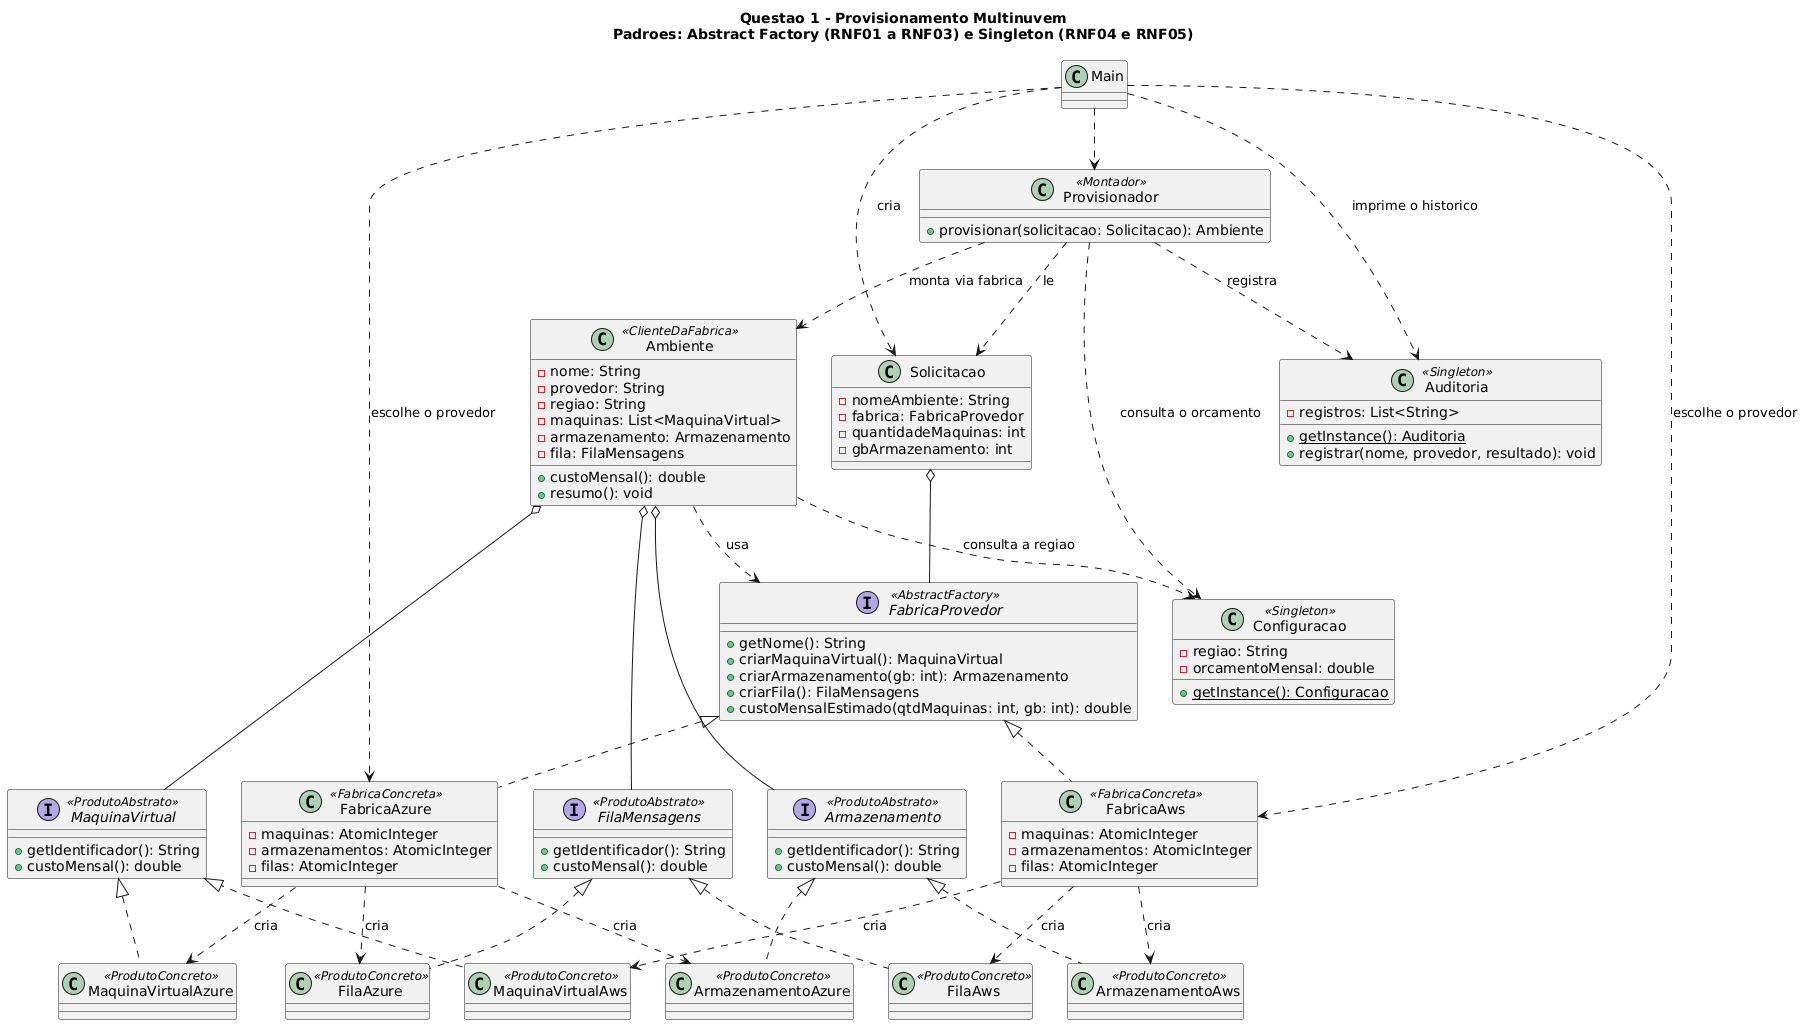 Questao 1 - Provisionamento Multinuvem
Padroes: Abstract Factory (RNF01 a RNF03) e Singleton (RNF04 e RNF05)
C Main
«Montador»
C Provisionador
provisionar(solicitacao: Solicitacao): Ambiente
cria
imprime o historico
monta via fabrica
le
registra
«ClienteDaFabrica»
C Ambiente
nome: String
provedor: String
regiao: String
maquinas: List<MaquinaVirtual>
armazenamento: Armazenamento
fila: FilaMensagens
custoMensal(): double
resumo(): void
C Solicitacao
nomeAmbiente: String
fabrica: FabricaProvedor
quantidadeMaquinas: int
gbArmazenamento: int
«Singleton»
C Auditoria
registros: List<String>
getInstance(): Auditoria
registrar(nome, provedor, resultado): void
escolhe o provedor
consulta o orcamento
escolhe o provedor
usa
consulta a regiao
«AbstractFactory»
I FabricaProvedor
getNome(): String
criarMaquinaVirtual(): MaquinaVirtual
criarArmazenamento(gb: int): Armazenamento
criarFila(): FilaMensagens
custoMensalEstimado(qtdMaquinas: int, gb: int): double
«Singleton»
C Configuracao
regiao: String
orcamentoMensal: double
getInstance(): Configuracao
«ProdutoAbstrato»
I MaquinaVirtual
getIdentificador(): String
custoMensal(): double
«FabricaConcreta»
C FabricaAzure
maquinas: AtomicInteger
armazenamentos: AtomicInteger
filas: AtomicInteger
«ProdutoAbstrato»
I FilaMensagens
getIdentificador(): String
custoMensal(): double
«ProdutoAbstrato»
I Armazenamento
getIdentificador(): String
custoMensal(): double
«FabricaConcreta»
C FabricaAws
maquinas: AtomicInteger
armazenamentos: AtomicInteger
filas: AtomicInteger
cria
cria
cria
cria
cria
cria
«ProdutoConcreto»
C MaquinaVirtualAzure
«ProdutoConcreto»
C FilaAzure
«ProdutoConcreto»
C MaquinaVirtualAws
«ProdutoConcreto»
C ArmazenamentoAzure
«ProdutoConcreto»
C FilaAws
«ProdutoConcreto»
C ArmazenamentoAws